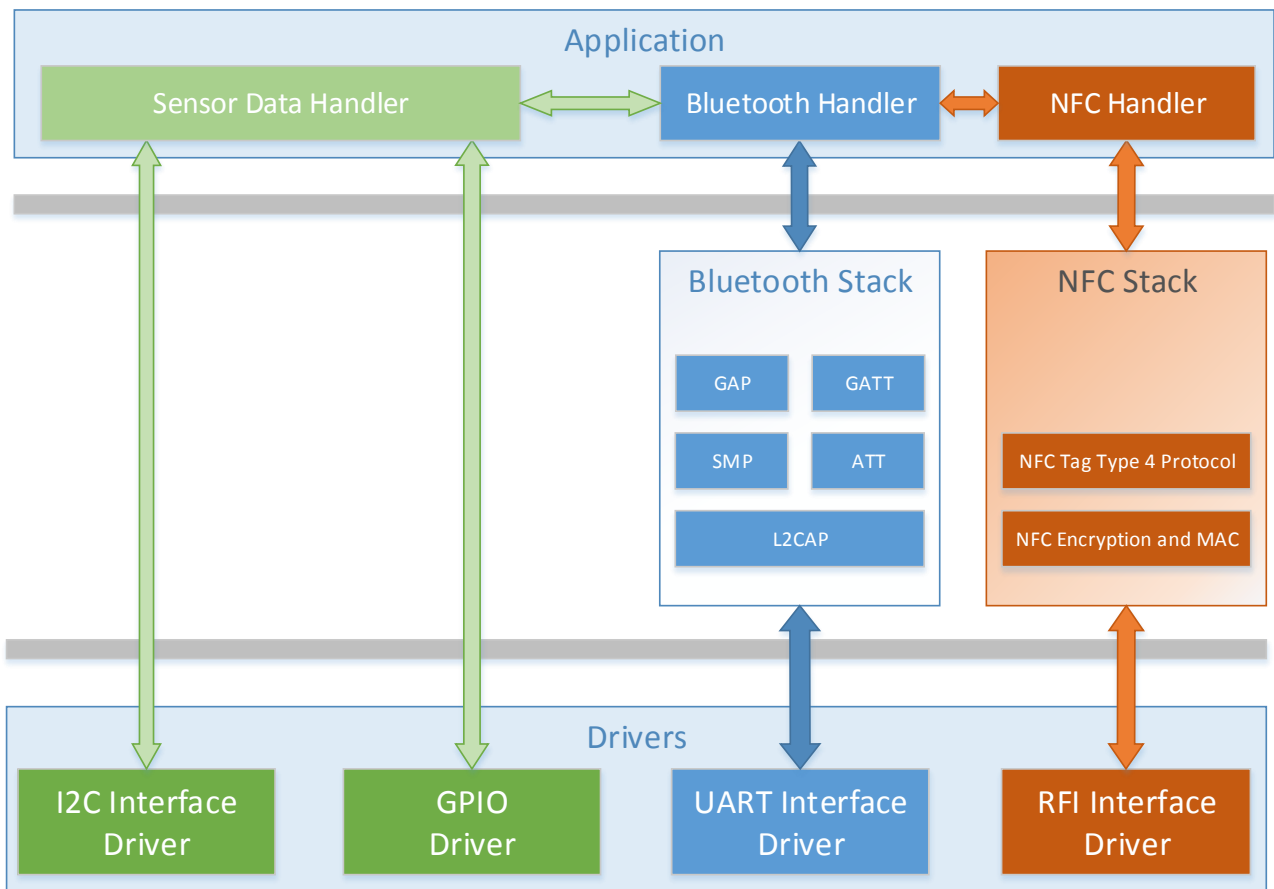 Application
Sensor Data Handler
Bluetooth Handler
NFC Handler
Bluetooth Stack
NFC Stack
GAP
GATT
SMP
ATT
NFC Tag Type 4 Protocol
L2CAP
NFC Encryption and MAC
Drivers
I2C Interface
Driver
GPIO
Driver
UART Interface
Driver
RFI Interface
Driver